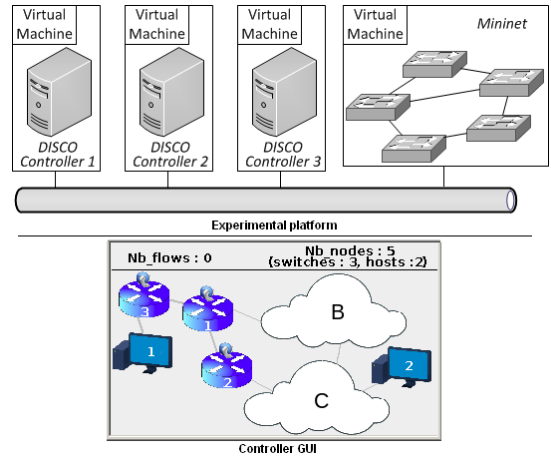 Virtual
Machine
DISCO
Controller 1
Virtual
Machine
DISCO
Controller 2
Virtual
Machine
DISCO
Controller 3
Virtual
Machine
Mininet
Experimental platform
Nb_flows : 0
Nb_nodes : 5
{switches : 3, hosts :2}
3
1
1
2
B
C
2
Controller GUI